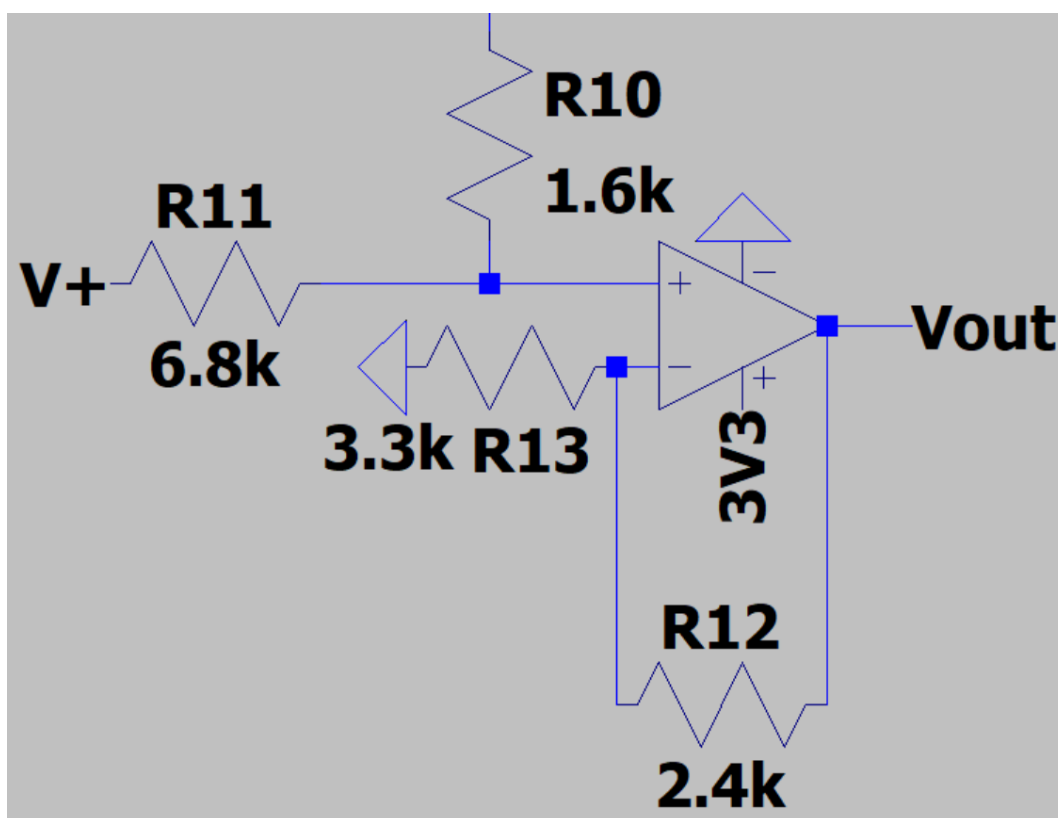 R10
1.6k
R11
V+
6.8k
+
−
+
−
Vout
3.3k R13
3V3
R12
2.4k